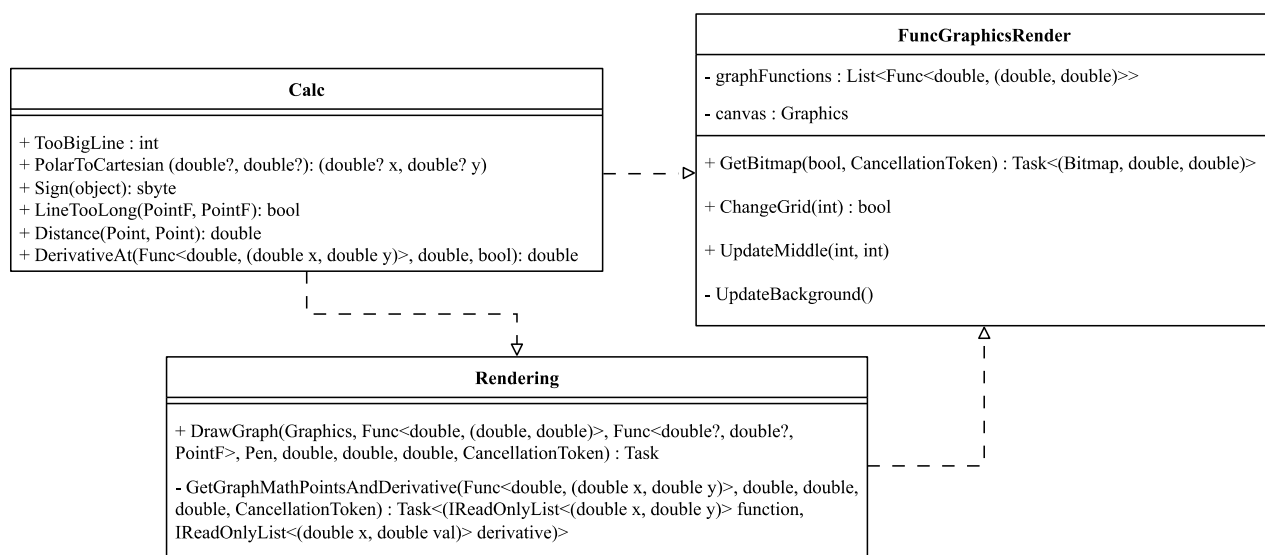 FuncGraphicsRender
- graphFunctions : List<Func<double, (double, double)>>
- canvas : Graphics
+ GetBitmap(bool, CancellationToken) : Task<(Bitmap, double, double)>
+ ChangeGrid(int) : bool
+ UpdateMiddle(int, int)
- UpdateBackground()
Calc
+ TooBigLine : int
+ PolarToCartesian (double?, double?): (double? x, double? y)
+ Sign(object): sbyte
+ LineTooLong(PointF, PointF): bool
+ Distance(Point, Point): double
+ DerivativeAt(Func<double, (double x, double y)>, double, bool): double
Rendering
+ DrawGraph(Graphics, Func<double, (double, double)>, Func<double?, double?,
PointF>, Pen, double, double, double, CancellationToken) : Task
- GetGraphMathPointsAndDerivative(Func<double, (double x, double y)>, double, double,
double, CancellationToken) : Task<(IReadOnlyList<(double x, double y)> function,
IReadOnlyList<(double x, double val)> derivative)>